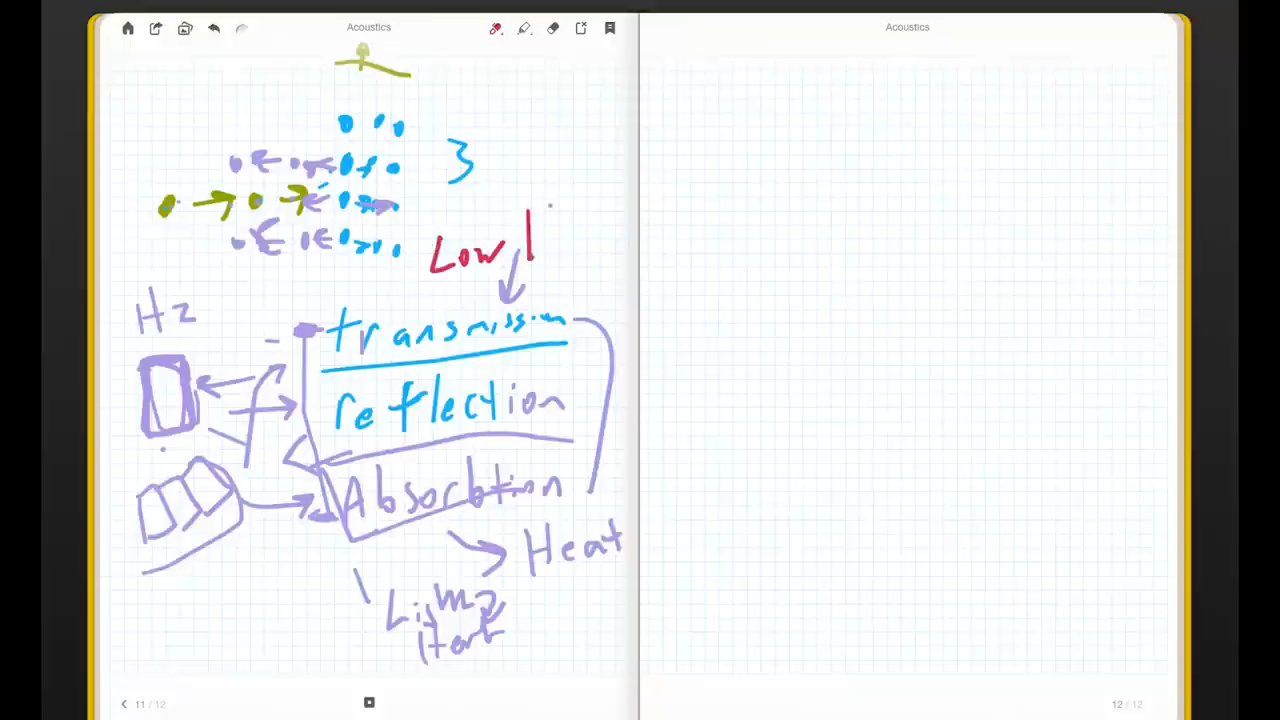 Acoustics
Acoustics
3
Low
Hz
transmission
reflection
Absorbtion
Heat
11 / 12
12 / 12